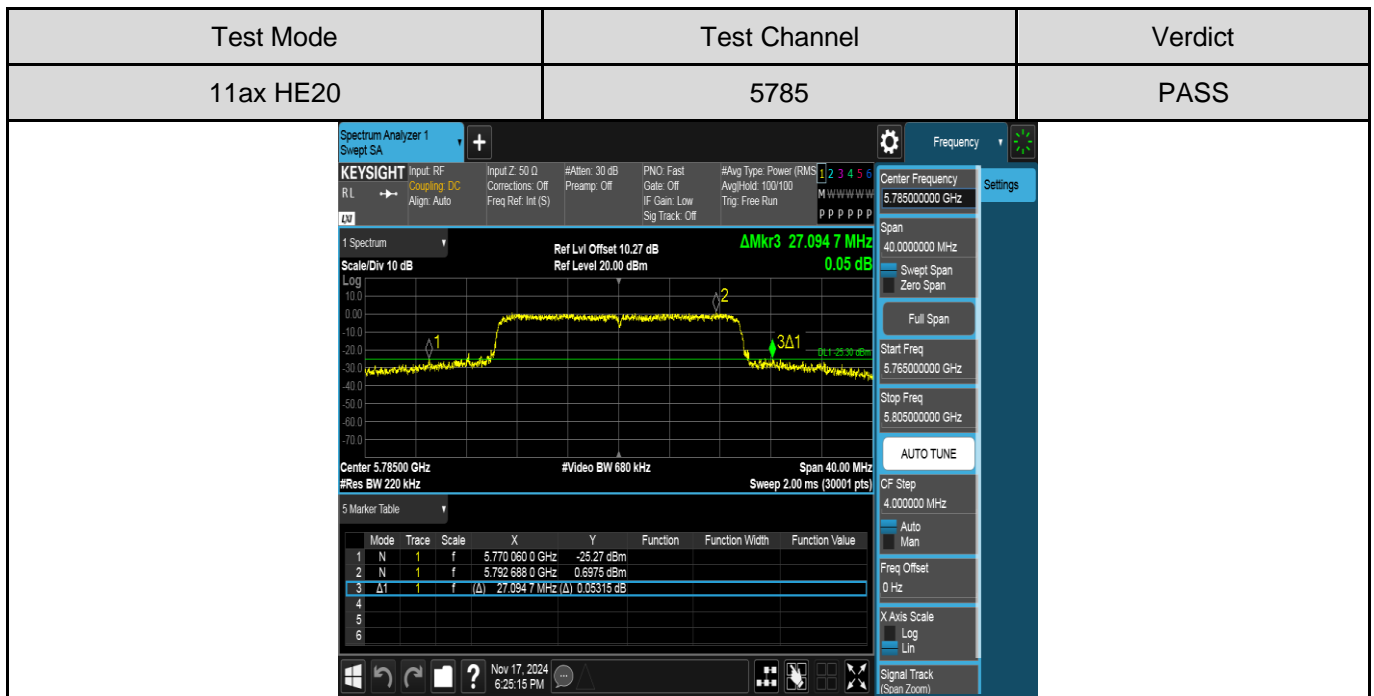 Test Mode Test Channel Verdict
11ax HE20 5785 PASS
Spectrum Analyzer 1
Swept SA
+
Frequency
KEYSIGHT Input: RF Input Z: 50 Ω #Atten: 30 dB PNO: Fast #Avg Type: Power (RMS 1 2 3 4 5 6
RL Coupling: DC Corrections: Off Preamp: Off Gate: Off Avg|Hold: 100/100 M W W W W W
Align: Auto Freq Ref: Int (S) IF Gain: Low Trig: Free Run
LXI Sig Track: Off P P P P P P
1 Spectrum Ref Lvl Offset 10.27 dB ΔMkr3 27.094 7 MHz
Scale/Div 10 dB Ref Level 20.00 dBm 0.05 dB
Log
10.0
0.00
-10.0
-20.0
-30.0
-40.0
-50.0
-60.0
-70.0
1
2
3Δ1
DL1 -25.30 dBm
Center 5.78500 GHz #Video BW 680 kHz Span 40.00 MHz
#Res BW 220 kHz Sweep 2.00 ms (30001 pts)
5 Marker Table
Mode Trace Scale X Y Function Function Width Function Value
1 N 1 f 5.770 060 0 GHz -25.27 dBm
2 N 1 f 5.792 688 0 GHz 0.6975 dBm
3 Δ1 1 f (Δ) 27.094 7 MHz (Δ) 0.05315 dB
4
5
6
? Nov 17, 2024
6:25:15 PM
Center Frequency
5.785000000 GHz
Settings
Span
40.0000000 MHz
Swept Span
Zero Span
Full Span
Start Freq
5.765000000 GHz
Stop Freq
5.805000000 GHz
AUTO TUNE
CF Step
4.000000 MHz
Auto
Man
Freq Offset
0 Hz
X Axis Scale
Log
Lin
Signal Track
(Span Zoom)